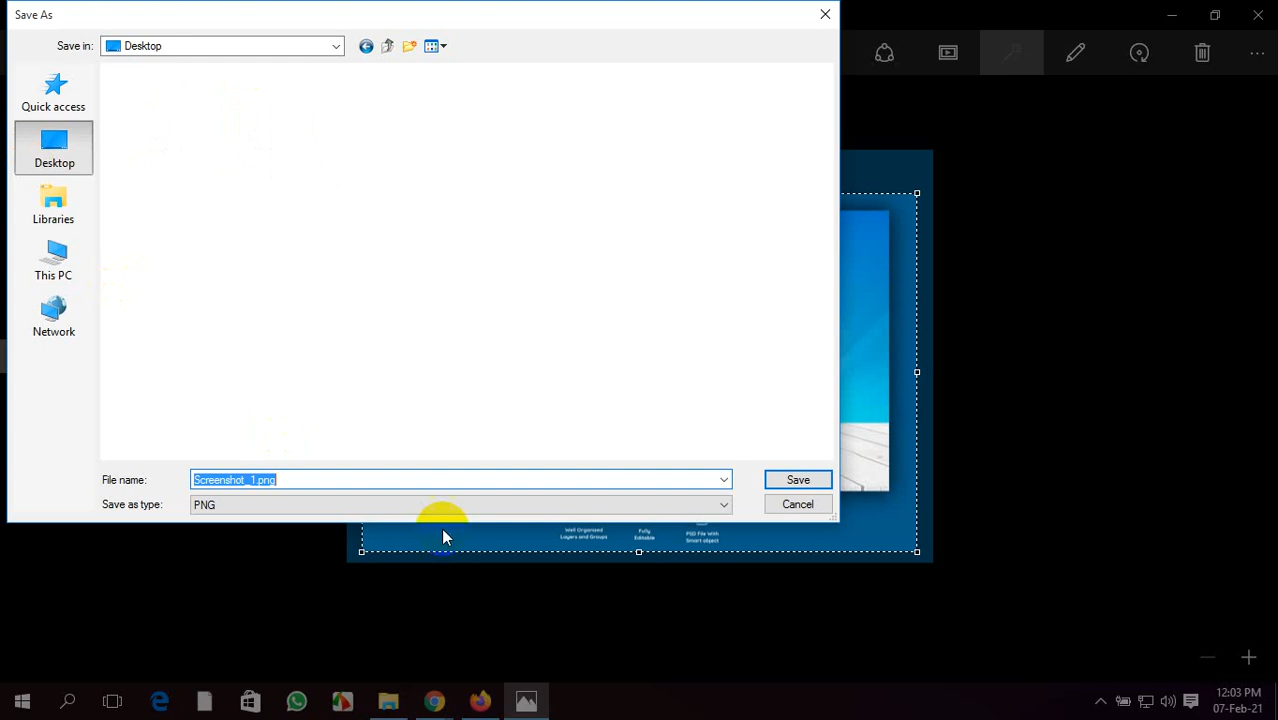 Save As
Save in:
Desktop
Quick access
Desktop
Libraries
This PC
Network
File name:
Screenshot_1.png
Save
Save as type:
PNG
Cancel
Well Organized
Layers and Groups
Fully
Editable
PSD File With
Smart object
12:03 PM
07-Feb-21